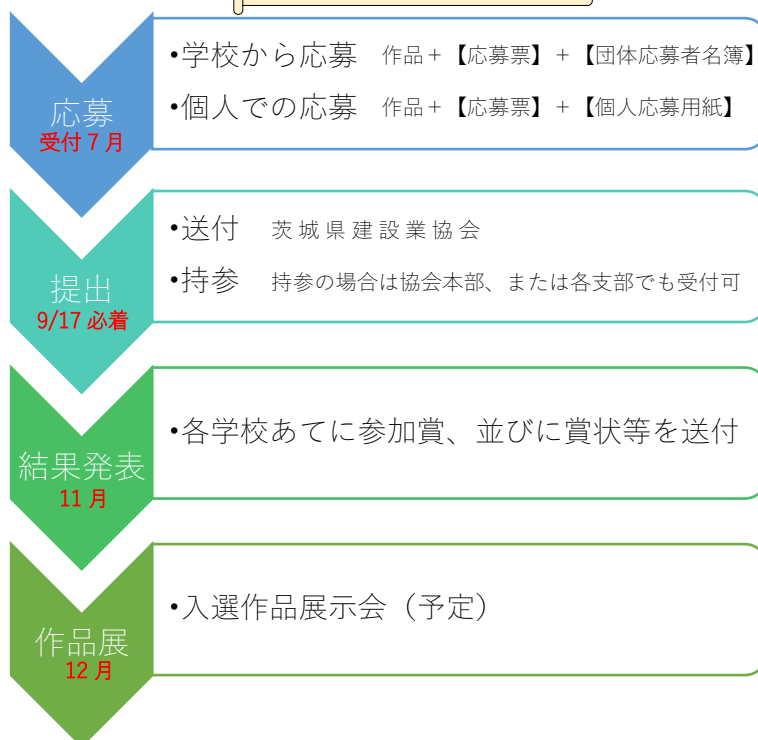 応募
受付7月
•学校から応募 作品+【応募票】+【団体応募者名簿】
•個人での応募 作品+【応募票】+【個人応募用紙】
提出
9/17 必着
•送付 茨城県建設業協会
•持参 持参の場合は協会本部、または各支部でも受付可
結果発表
11月
•各学校あてに参加賞、並びに賞状等を送付
作品展
12月
•入選作品展示会（予定）